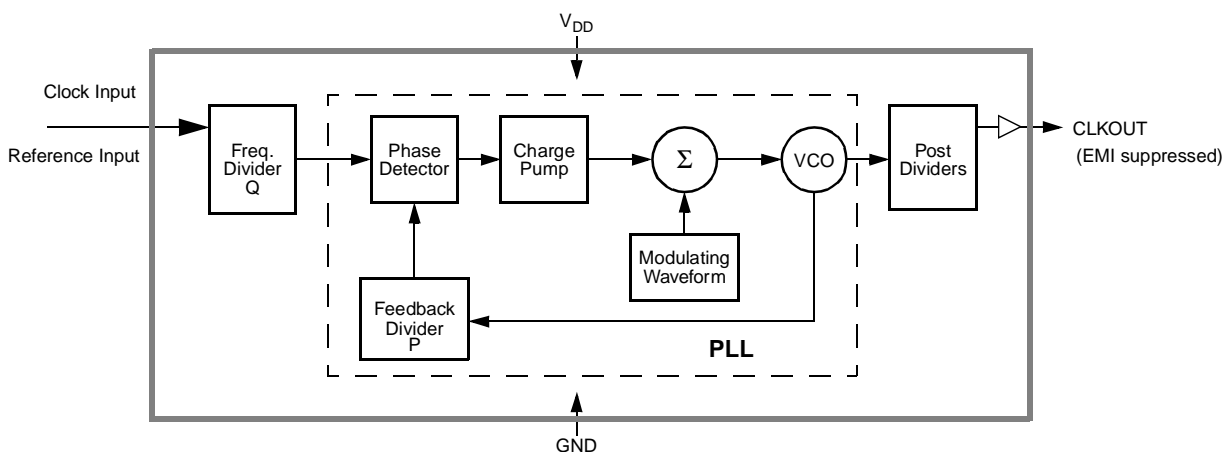 VDD
Clock Input
Reference Input
Freq.
Divider
Q
Phase
Detector
Charge
Pump
Σ
VCO
Post
Dividers
CLKOUT
(EMI suppressed)
Modulating
Waveform
Feedback
Divider
P
PLL
GND